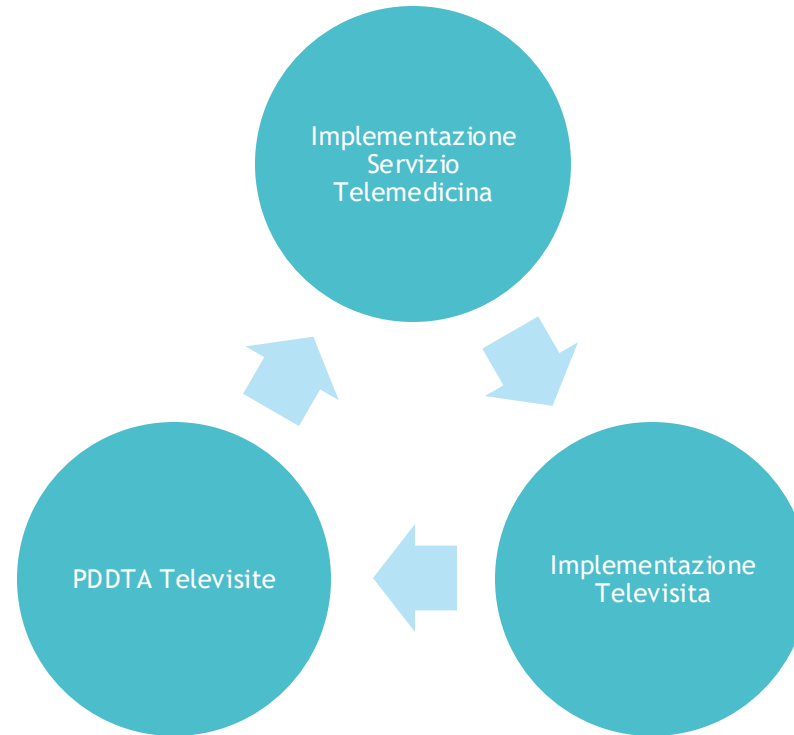 Implementazione
Servizio
Telemedicina
PDDTA Televisite
Implementazione
Televisita